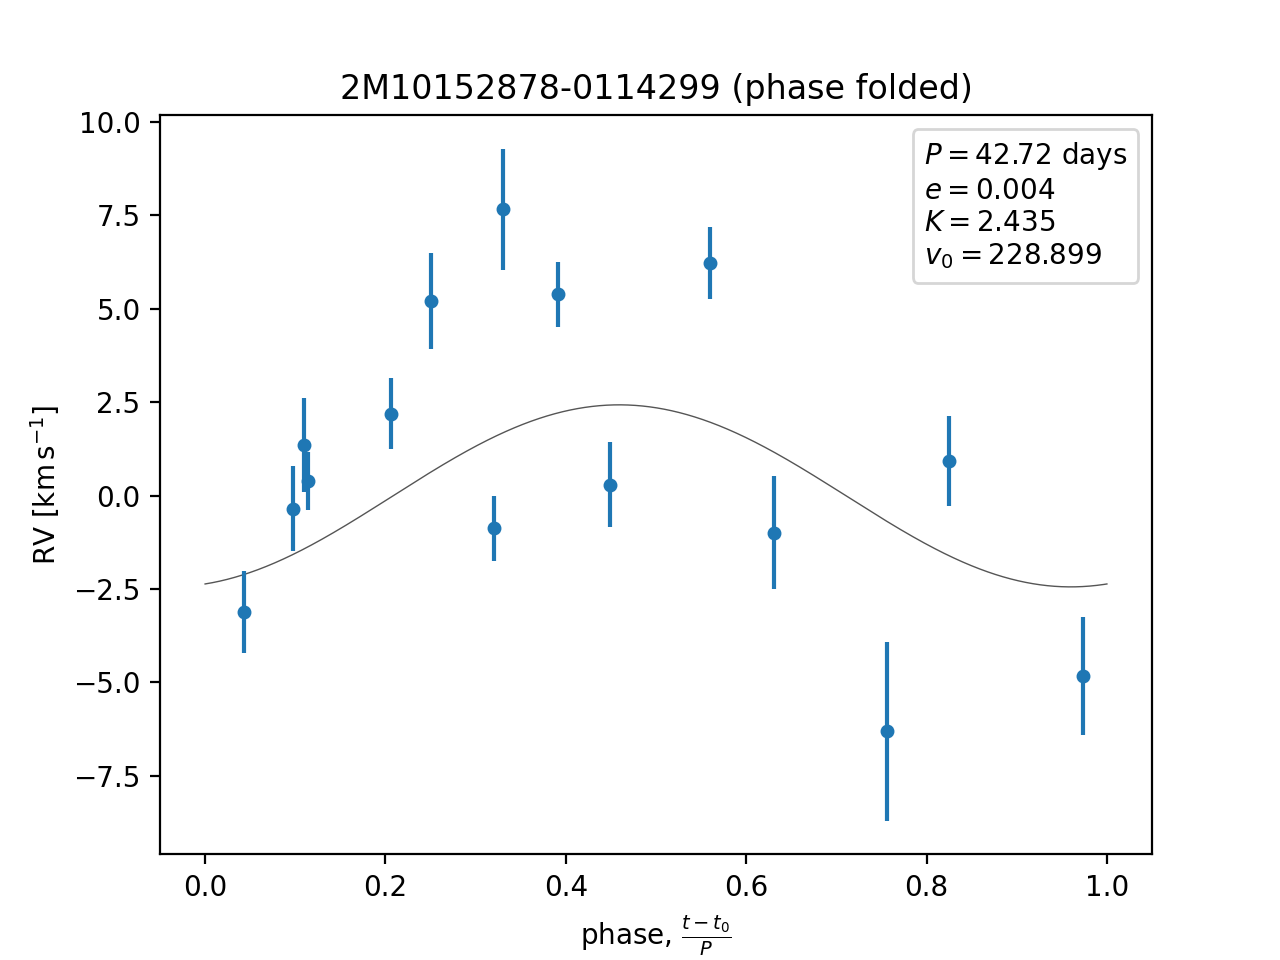 2M10152878-0114299 (phase folded)
P = 42.72 days
e = 0.004
K = 2.435
v₀ = 228.899
RV [km s⁻¹]
10.0
7.5
5.0
2.5
0.0
−2.5
−5.0
−7.5
0.0 0.2 0.4 0.6 0.8 1.0
phase, (t − t₀)/P